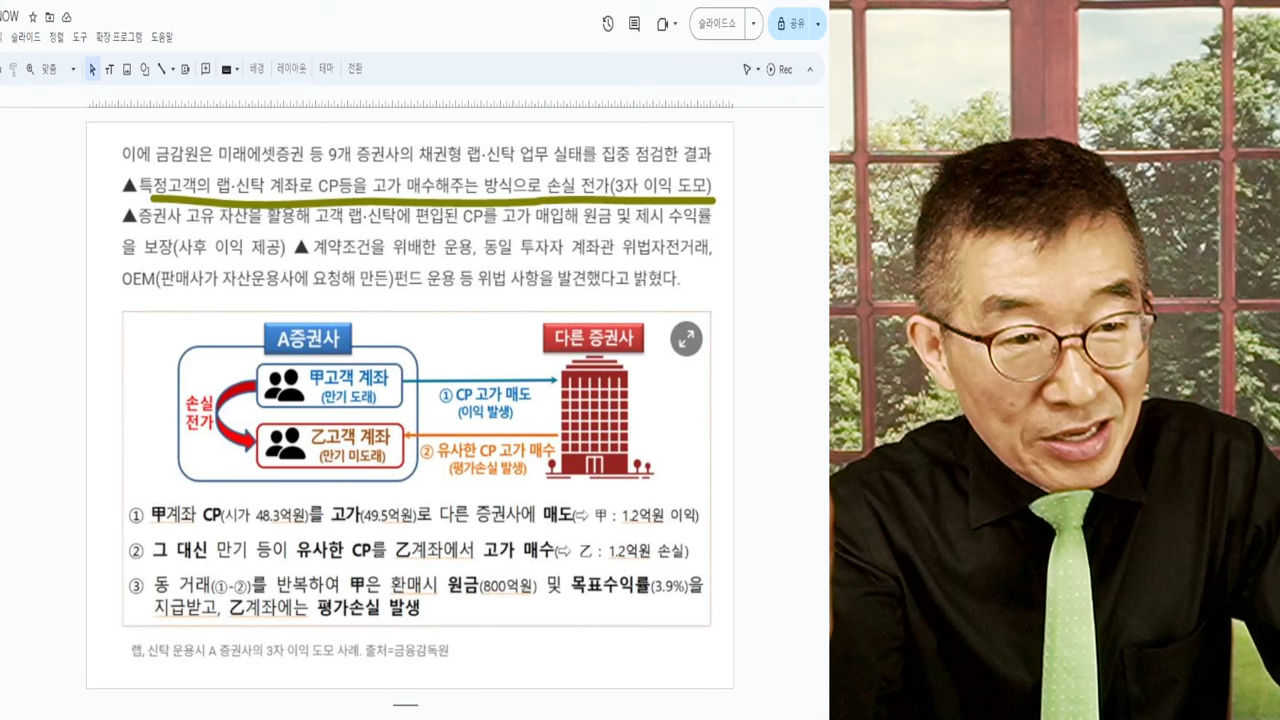 NOW
슬라이드 정렬 도구 확장 프로그램 도움말
슬라이드쇼
공유
맞춤
배경
레이아웃
테마
전환
Rec
이에 금감원은 미래에셋증권 등 9개 증권사의 채권형 랩·신탁 업무 실태를 집중 점검한 결과
▲특정고객의 랩·신탁 계좌로 CP등을 고가 매수해주는 방식으로 손실 전가(3자 이익 도모)
▲증권사 고유 자산을 활용해 고객 랩·신탁에 편입된 CP를 고가 매입해 원금 및 제시 수익률
을 보장(사후 이익 제공) ▲계약조건을 위배한 운용, 동일 투자자 계좌관 위법자전거래,
OEM(판매사가 자산운용사에 요청해 만든)펀드 운용 등 위법 사항을 발견했다고 밝혔다.
A증권사
다른 증권사
甲고객 계좌
(만기 도래)
손실
전가
乙고객 계좌
(만기 미도래)
① CP 고가 매도
(이익 발생)
② 유사한 CP 고가 매수
(평가손실 발생)
① 甲계좌 CP(시가 48.3억원)를 고가(49.5억원)로 다른 증권사에 매도(⇨ 甲 : 1.2억원 이익)
② 그 대신 만기 등이 유사한 CP를 乙계좌에서 고가 매수(⇨ 乙 : 1.2억원 손실)
③ 동 거래(①-②)를 반복하여 甲은 환매시 원금(800억원) 및 목표수익률(3.9%)을
지급받고, 乙계좌에는 평가손실 발생
랩, 신탁 운용시 A 증권사의 3자 이익 도모 사례. 출처=금융감독원